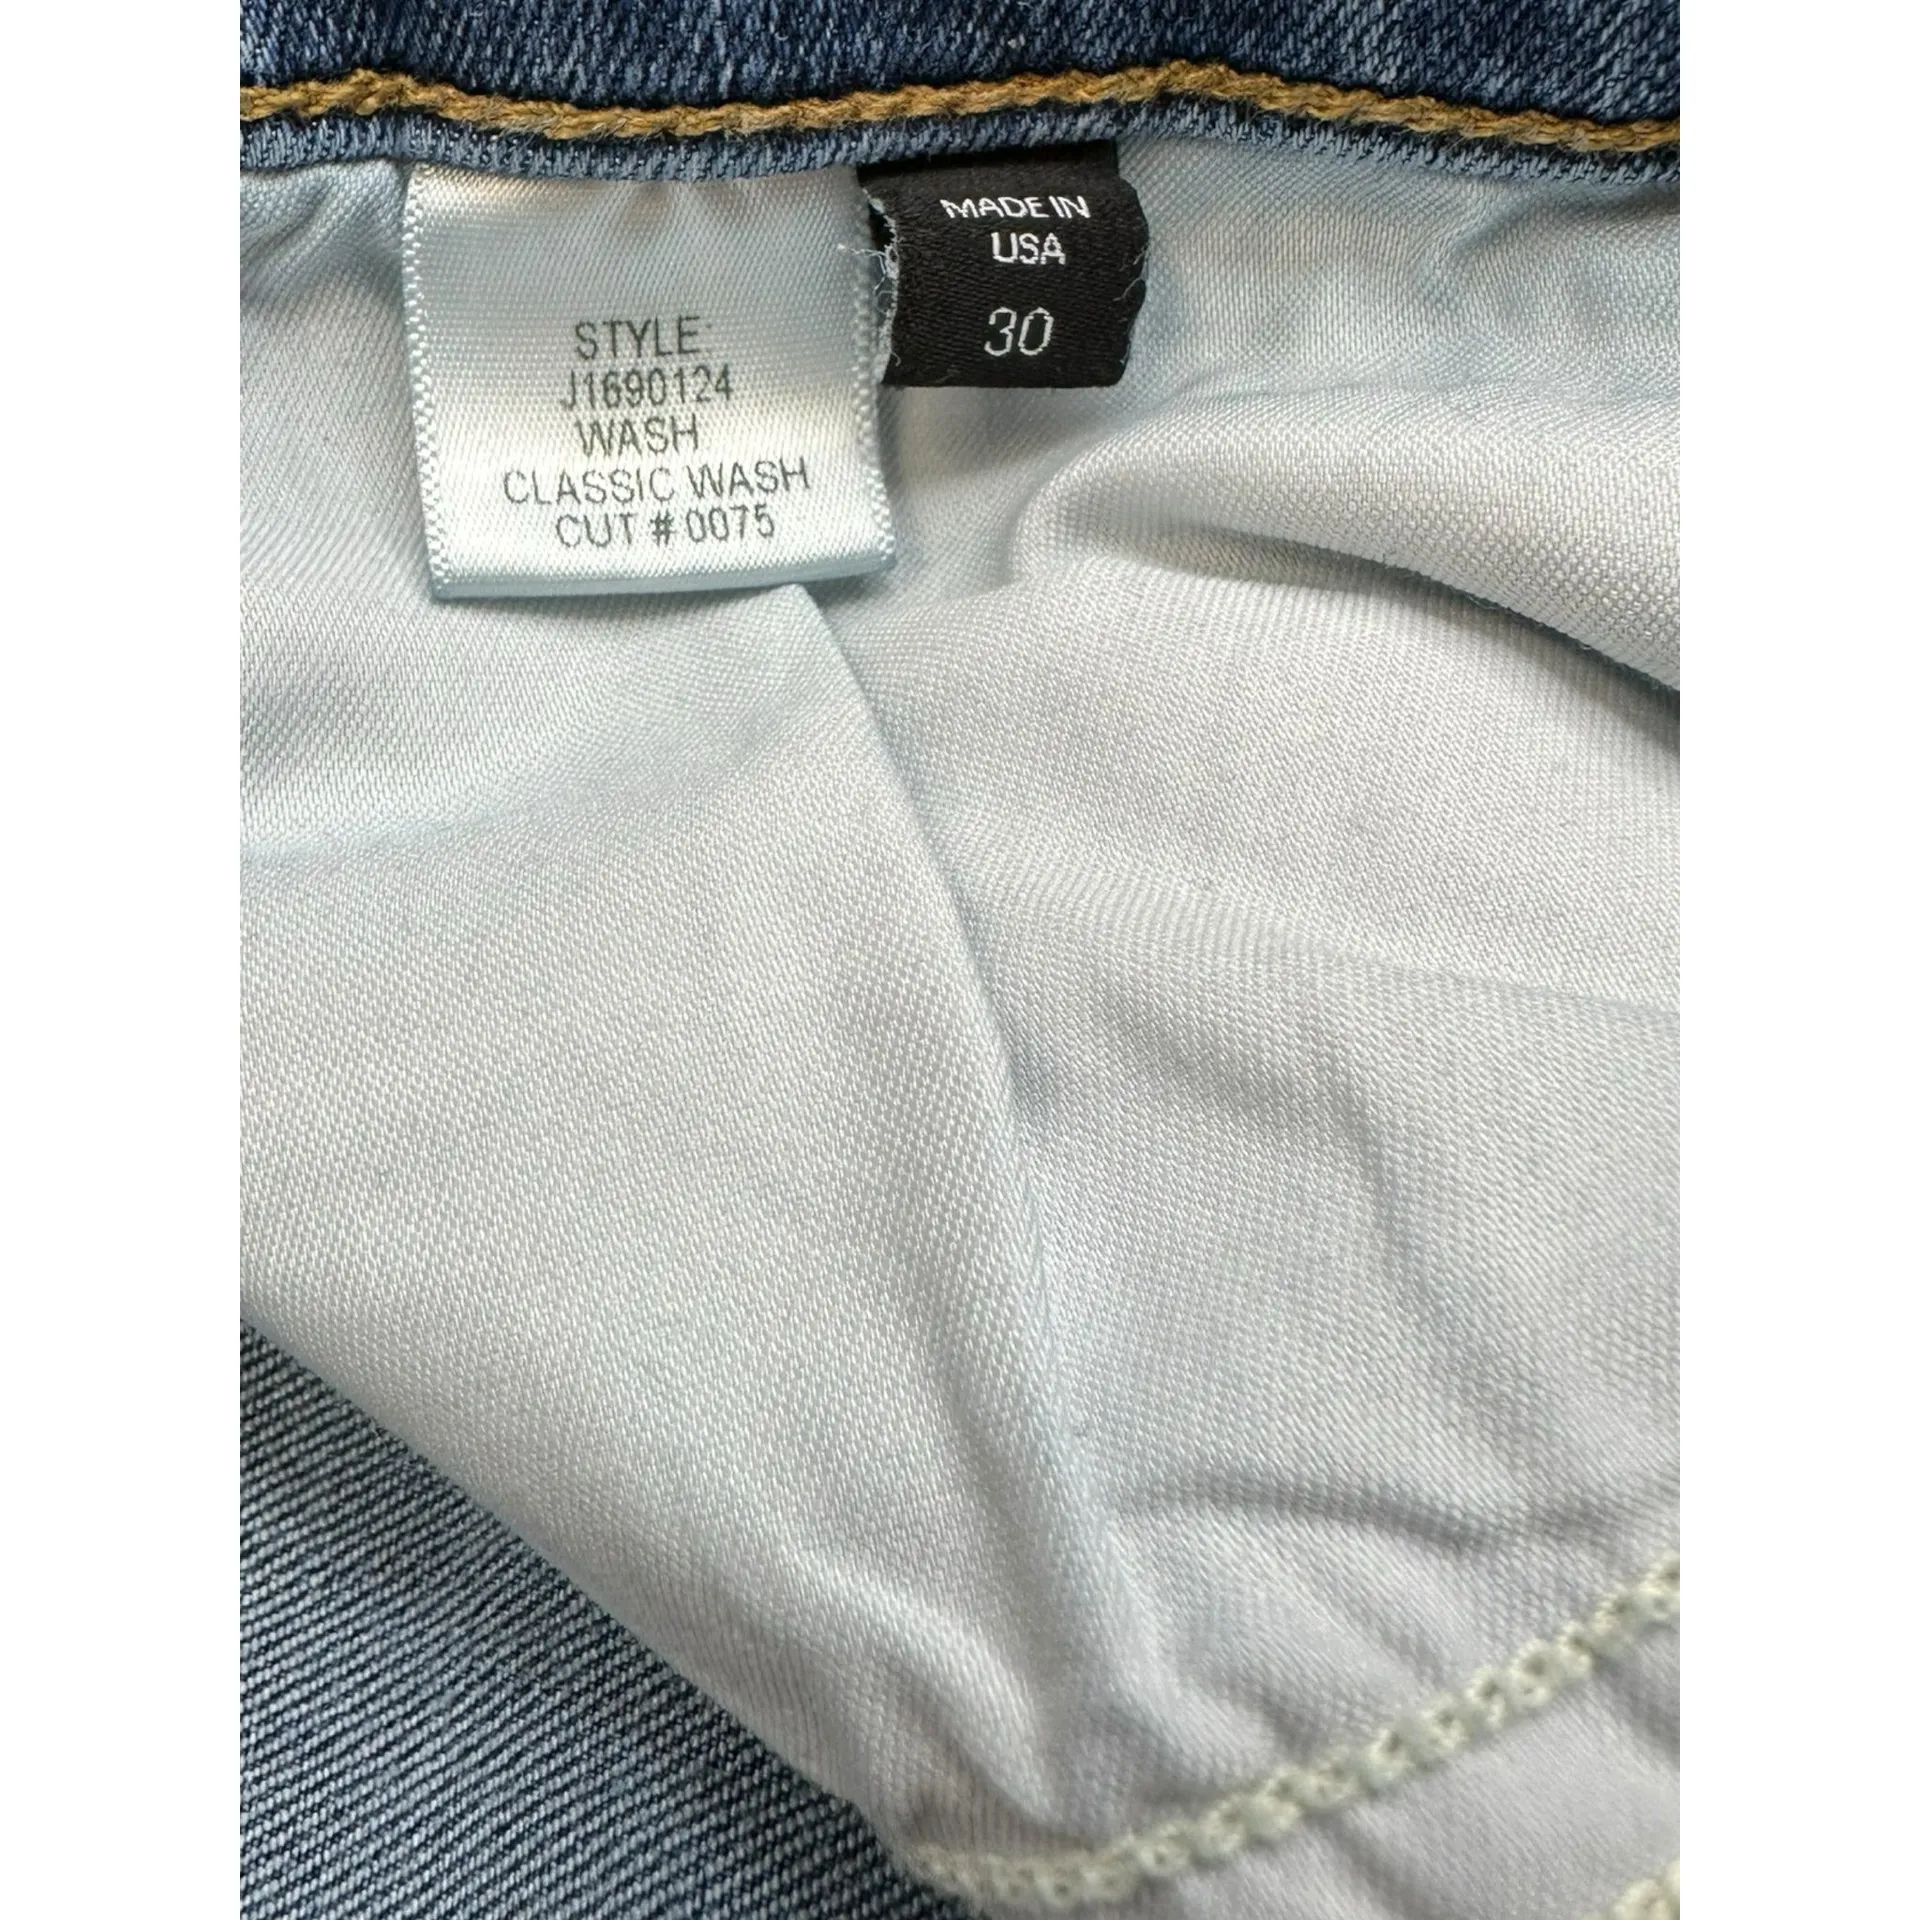 STYLE:
J1690124
WASH
CLASSIC WASH
CUT # 0075
MADE IN
USA
30